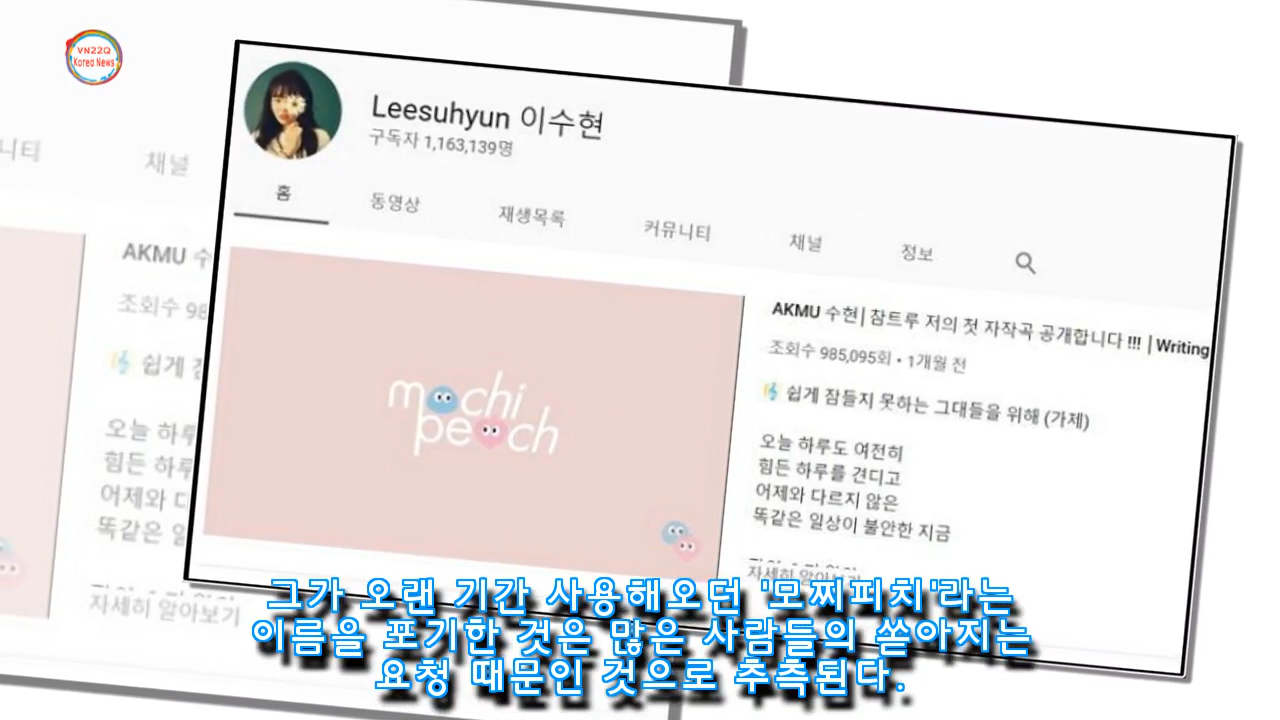 VN22Q
Korea News
Leesuhyun 이수현
구독자 1,163,139명
홈 동영상 재생목록 커뮤니티 채널 정보
mochi
peach
AKMU 수현| 참트루 저의 첫 자작곡 공개합니다 !!! | Writing
조회수 985,095회 • 1개월 전
쉽게 잠들지 못하는 그대들을 위해 (가제)
오늘 하루도 여전히
힘든 하루를 견디고
어제와 다르지 않은
똑같은 일상이 불안한 지금
자세히 알아보기
니티 채널
AKMU 수
조회수 98
쉽게 잠
오늘 하루
힘든 하루
어제와 다
똑같은 일
자세히 알아보기
그가 오랜 기간 사용해오던 '모찌피치'라는
이름을 포기한 것은 많은 사람들의 쏟아지는
요청 때문인 것으로 추측된다.